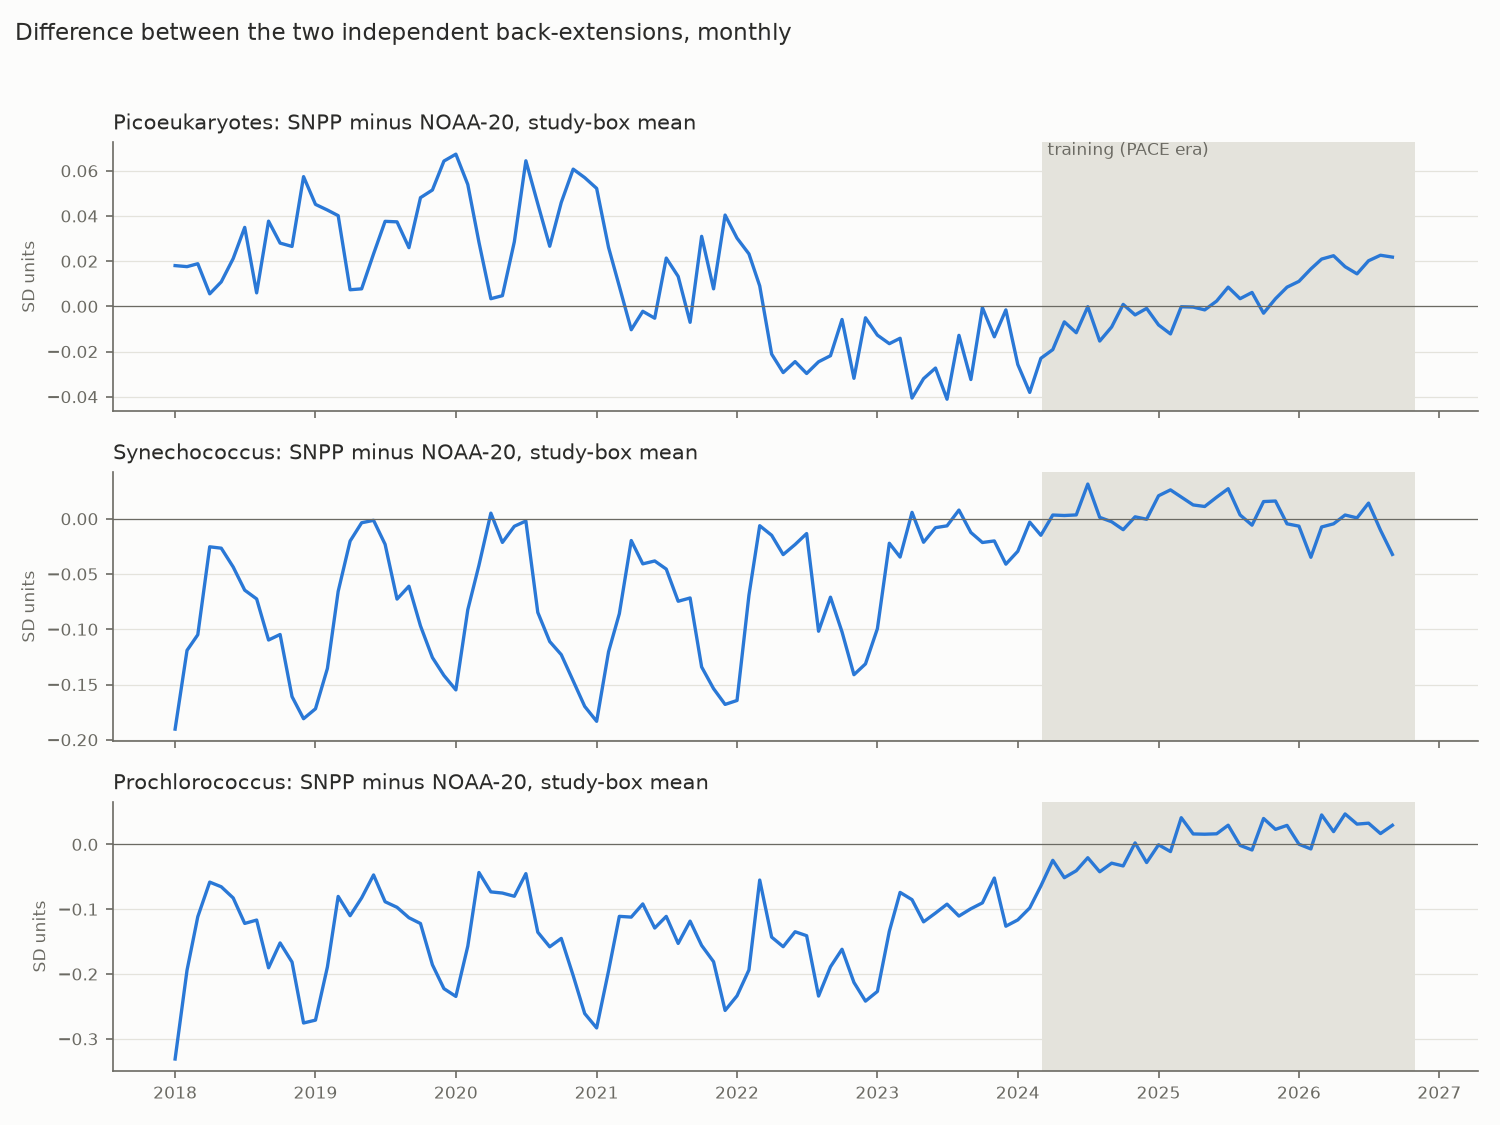 Difference between the two independent back-extensions, monthly
Picoeukaryotes: SNPP minus NOAA-20, study-box mean
training (PACE era)
SD units
0.06
0.04
0.02
0.00
−0.02
−0.04
Synechococcus: SNPP minus NOAA-20, study-box mean
SD units
0.00
−0.05
−0.10
−0.15
−0.20
Prochlorococcus: SNPP minus NOAA-20, study-box mean
SD units
0.0
−0.1
−0.2
−0.3
2018 2019 2020 2021 2022 2023 2024 2025 2026 2027